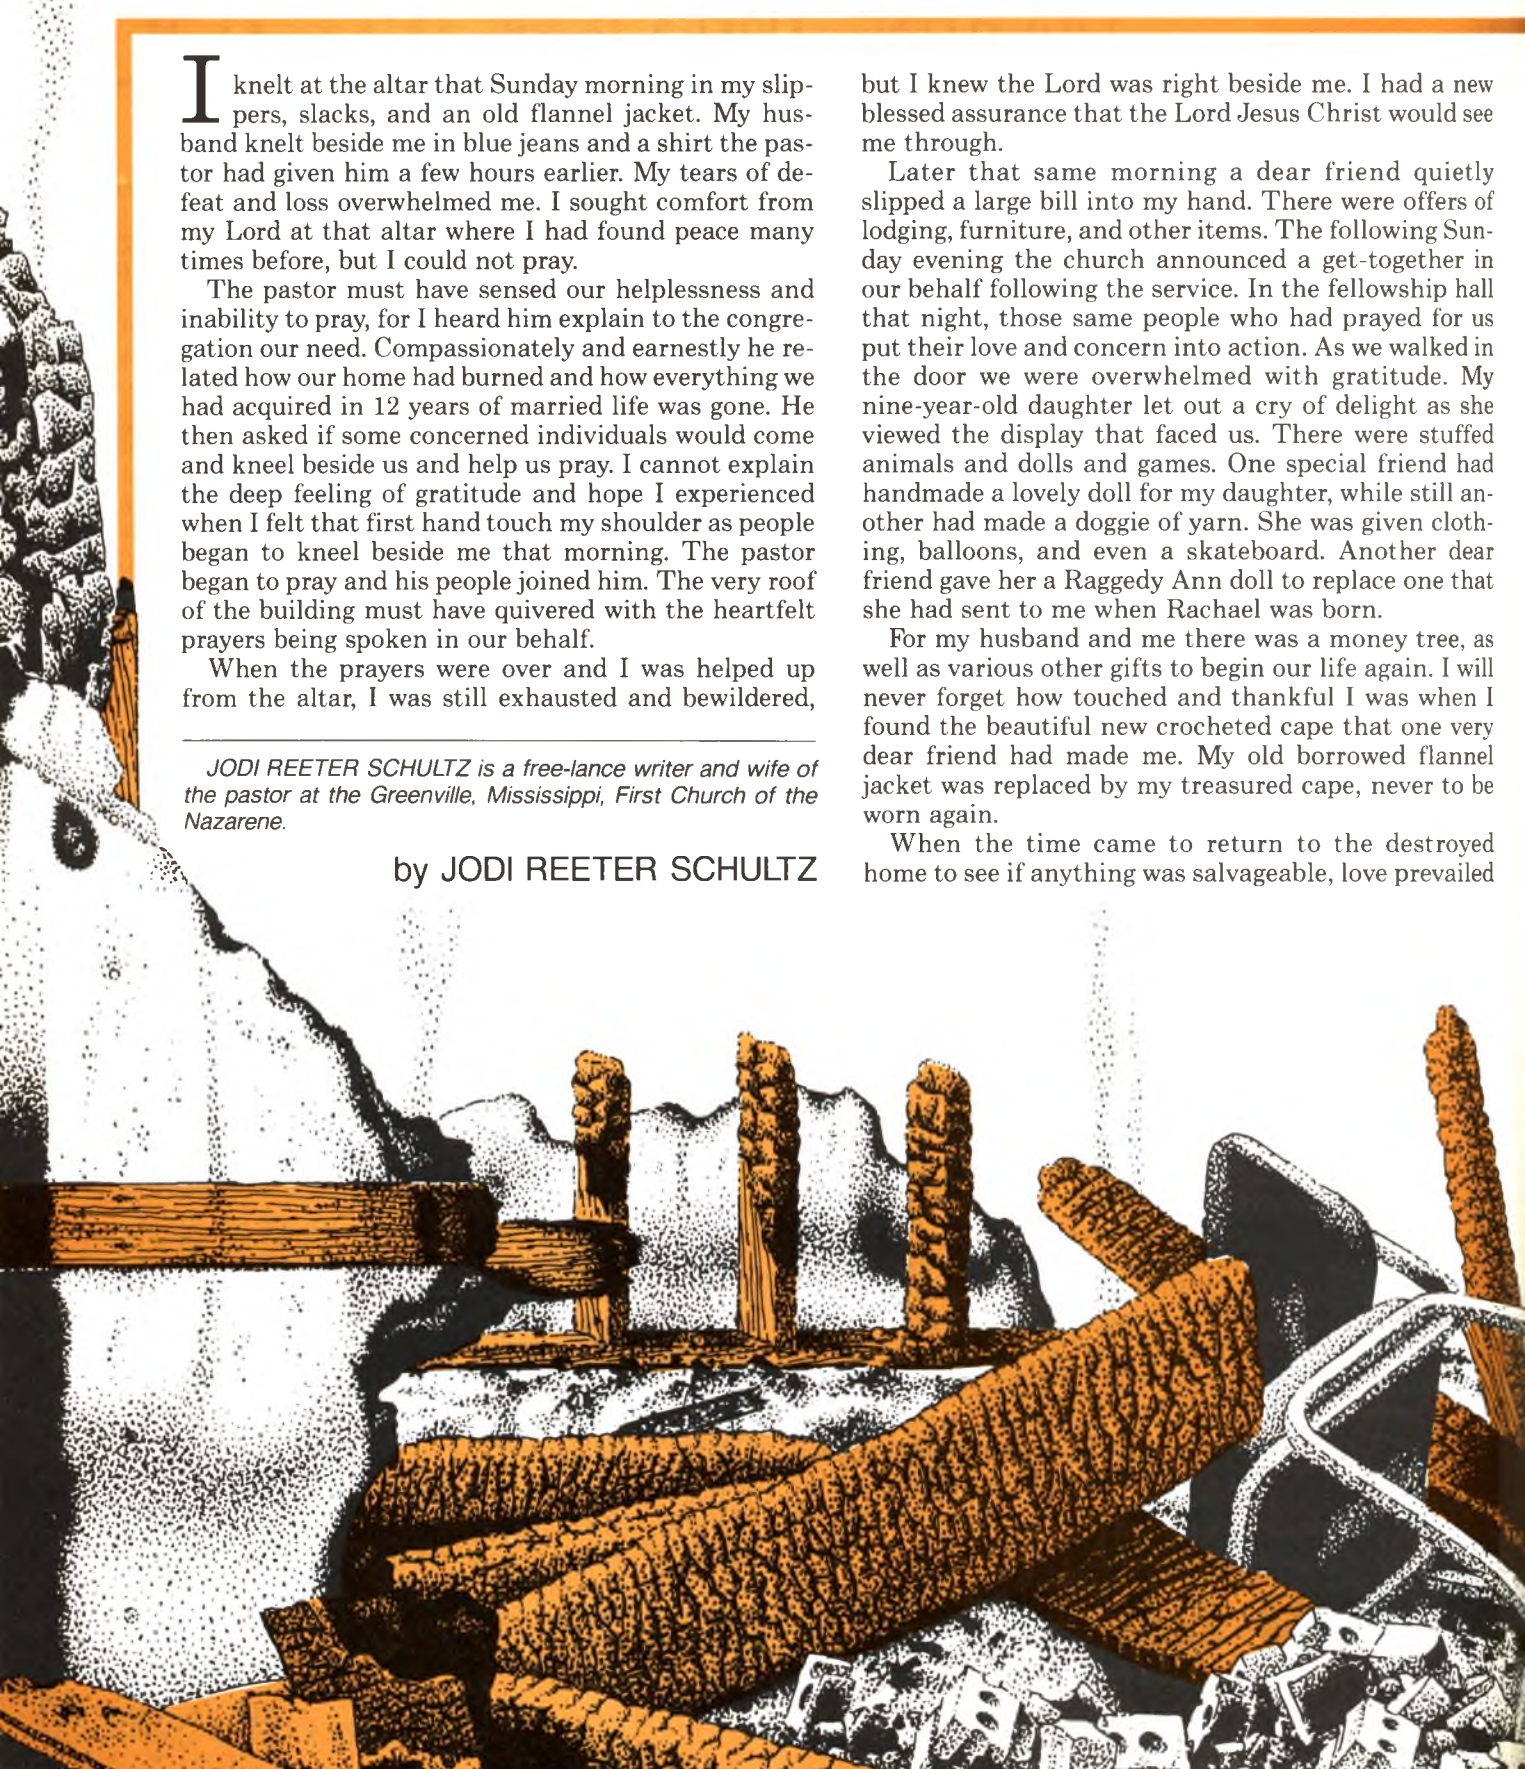 I knelt at the altar that Sunday morning in my slip-
pers, slacks, and an old flannel jacket. My hus-
band knelt beside me in blue jeans and a shirt the pas-
tor had given him a few hours earlier. My tears of de-
feat and loss overwhelmed me. I sought comfort from
my Lord at that altar where I had found peace many
times before, but I could not pray.
The pastor must have sensed our helplessness and
inability to pray, for I heard him explain to the congre-
gation our need. Compassionately and earnestly he re-
lated how our home had burned and how everything we
had acquired in 12 years of married life was gone. He
then asked if some concerned individuals would come
and kneel beside us and help us pray. I cannot explain
the deep feeling of gratitude and hope I experienced
when I felt that first hand touch my shoulder as people
began to kneel beside me that morning. The pastor
began to pray and his people joined him. The very roof
of the building must have quivered with the heartfelt
prayers being spoken in our behalf.
When the prayers were over and I was helped up
from the altar, I was still exhausted and bewildered,
JODI REETER SCHULTZ is a free-lance writer and wife of
the pastor at the Greenville, Mississippi, First Church of the
Nazarene.
by JODI REETER SCHULTZ
but I knew the Lord was right beside me. I had a new
blessed assurance that the Lord Jesus Christ would see
me through.
Later that same morning a dear friend quietly
slipped a large bill into my hand. There were offers of
lodging, furniture, and other items. The following Sun-
day evening the church announced a get-together in
our behalf following the service. In the fellowship hall
that night, those same people who had prayed for us
put their love and concern into action. As we walked in
the door we were overwhelmed with gratitude. My
nine-year-old daughter let out a cry of delight as she
viewed the display that faced us. There were stuffed
animals and dolls and games. One special friend had
handmade a lovely doll for my daughter, while still an-
other had made a doggie of yarn. She was given cloth-
ing, balloons, and even a skateboard. Another dear
friend gave her a Raggedy Ann doll to replace one that
she had sent to me when Rachael was born.
For my husband and me there was a money tree, as
well as various other gifts to begin our life again. I will
never forget how touched and thankful I was when I
found the beautiful new crocheted cape that one very
dear friend had made me. My old borrowed flannel
jacket was replaced by my treasured cape, never to be
worn again.
When the time came to return to the destroyed
home to see if anything was salvageable, love prevailed